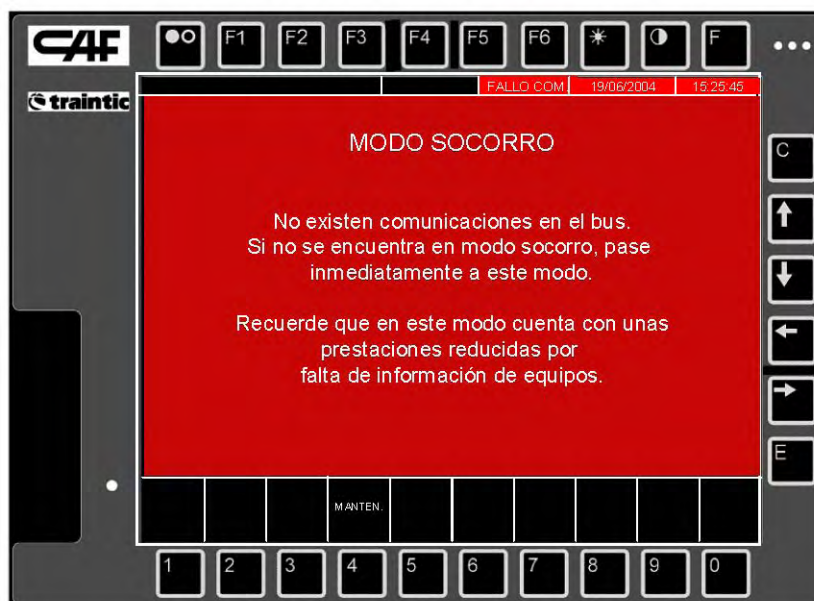 CAF
F1
F2
F3
F4
F5
F6
F
traintic
FALLO COM. 19/06/2004 15:25:45
MODO SOCORRO
No existen comunicaciones en el bus.
Si no se encuentra en modo socorro, pase
inmediatamente a este modo.
Recuerde que en este modo cuenta con unas
prestaciones reducidas por
falta de información de equipos.
C
E
MANTEN.
1
2
3
4
5
6
7
8
9
0